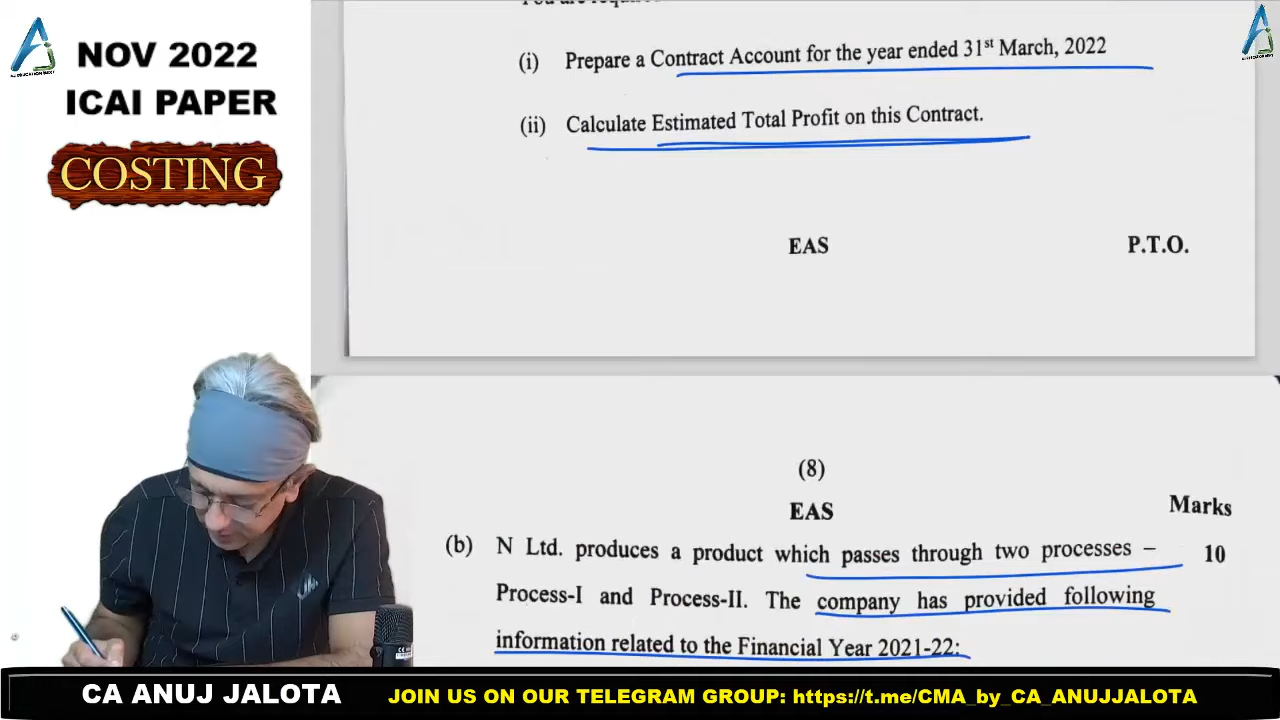 NOV 2022
ICAI PAPER
COSTING
(i) Prepare a Contract Account for the year ended 31st March, 2022
(ii) Calculate Estimated Total Profit on this Contract.
EAS P.T.O.
(8)
EAS Marks
(b) N Ltd. produces a product which passes through two processes – 10
Process-I and Process-II. The company has provided following
information related to the Financial Year 2021-22:
CA ANUJ JALOTA JOIN US ON OUR TELEGRAM GROUP: https://t.me/CMA_by_CA_ANUJJALOTA